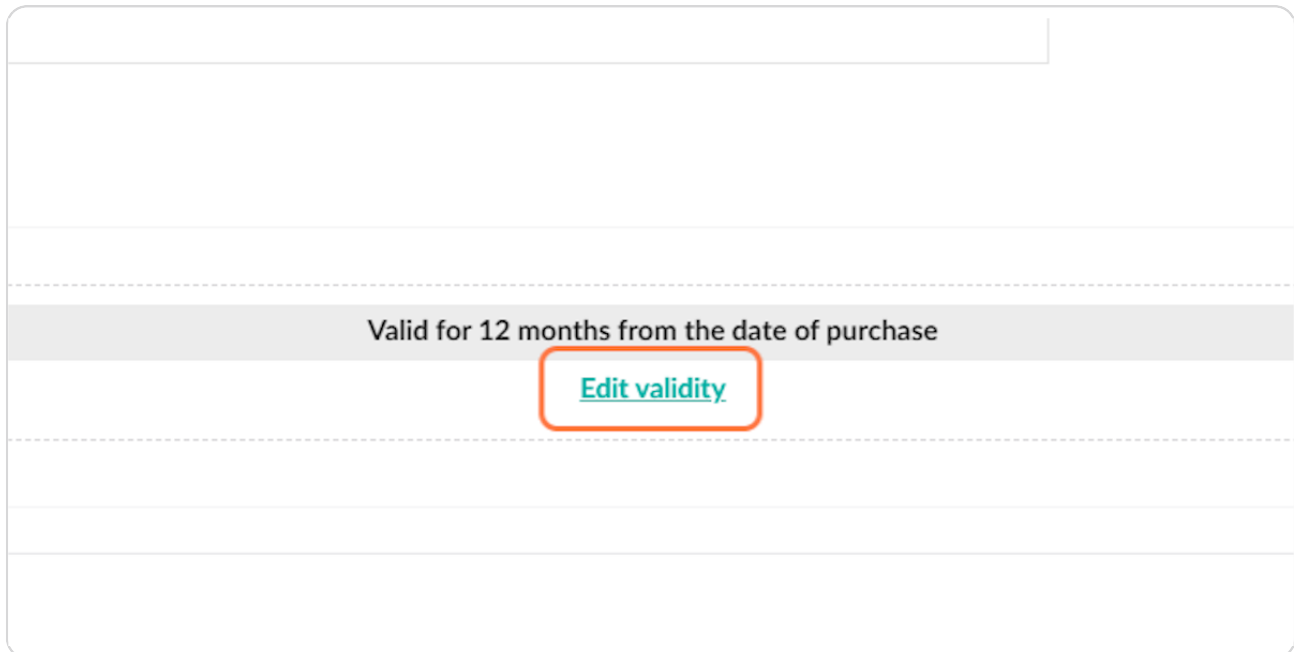 Valid for 12 months from the date of purchase
Edit validity